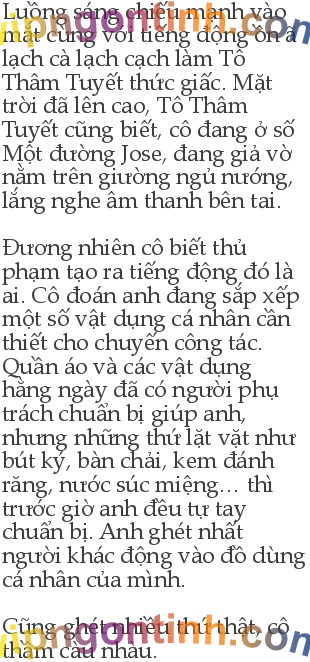 Luồng sáng chiếu mạnh vào
mắt cùng với tiếng động ồn ã
lạch cà lạch cạch làm Tô
Thâm Tuyết thức giấc. Mặt
trời đã lên cao, Tô Thâm
Tuyết cũng biết, cô đang ở số
Một đường Jose, đang giả vờ
nằm trên giường ngủ nướng,
lắng nghe âm thanh bên tai.
Đương nhiên cô biết thủ
phạm tạo ra tiếng động đó là
ai. Cô đoán anh đang sắp xếp
một số vật dụng cá nhân cần
thiết cho chuyến công tác.
Quần áo và các vật dụng
hằng ngày đã có người phụ
trách chuẩn bị giúp anh,
nhưng những thứ lặt vặt như
bút ký, bàn chải, kem đánh
răng, nước súc miệng... thì
trước giờ anh đều tự tay
chuẩn bị. Anh ghét nhất
người khác động vào đồ dùng
cá nhân của mình.
Cũng ghét nhiều thứ thật, cô
thầm càu nhàu.
vipngontinh.com
vipngontinh.com